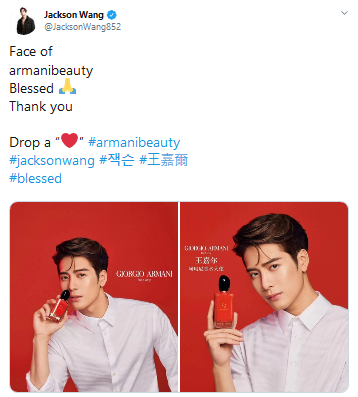 Jackson Wang
@JacksonWang852
Face of
armanibeauty
Blessed 🙏
Thank you
Drop a "❤️" #armanibeauty
#jacksonwang #잭슨 #王嘉爾
#blessed
GIORGIO ARMANI
GIORGIO ARMANI
王嘉尔